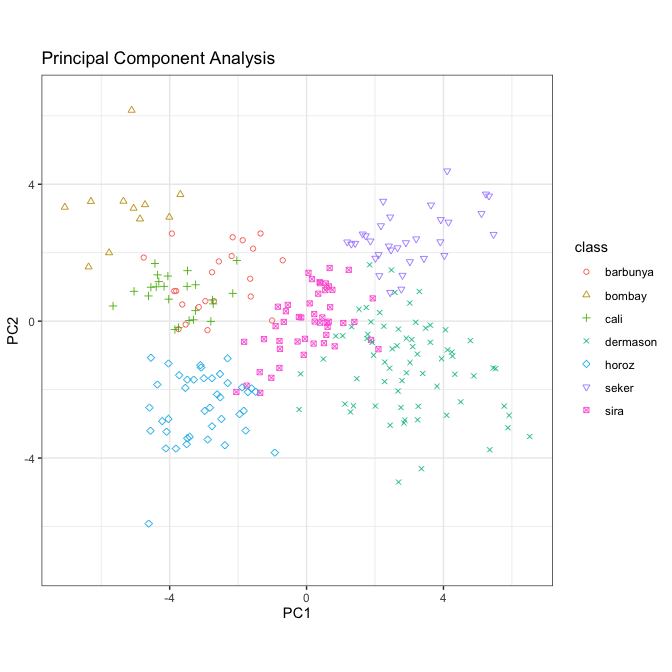 Principal Component Analysis
4
0
-4
PC2
-4
0
4
PC1
class
barbunya
bombay
cali
dermason
horoz
seker
sira